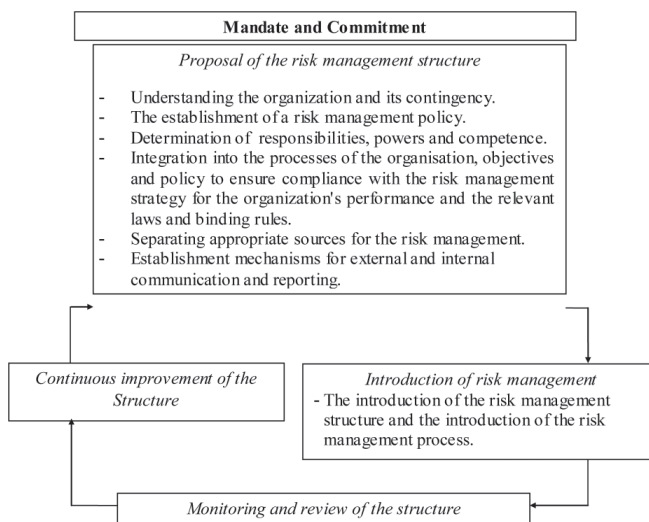 Mandate and Commitment
Proposal of the risk management structure
- Understanding the organization and its contingency.
- The establishment of a risk management policy.
- Determination of responsibilities, powers and competence.
- Integration into the processes of the organisation, objectives
and policy to ensure compliance with the risk management
strategy for the organization's performance and the relevant
laws and binding rules.
- Separating appropriate sources for the risk management.
- Establishment mechanisms for external and internal
communication and reporting.
Continuous improvement of the
Structure
Introduction of risk management
- The introduction of the risk management
structure and the introduction of the risk
management process.
Monitoring and review of the structure